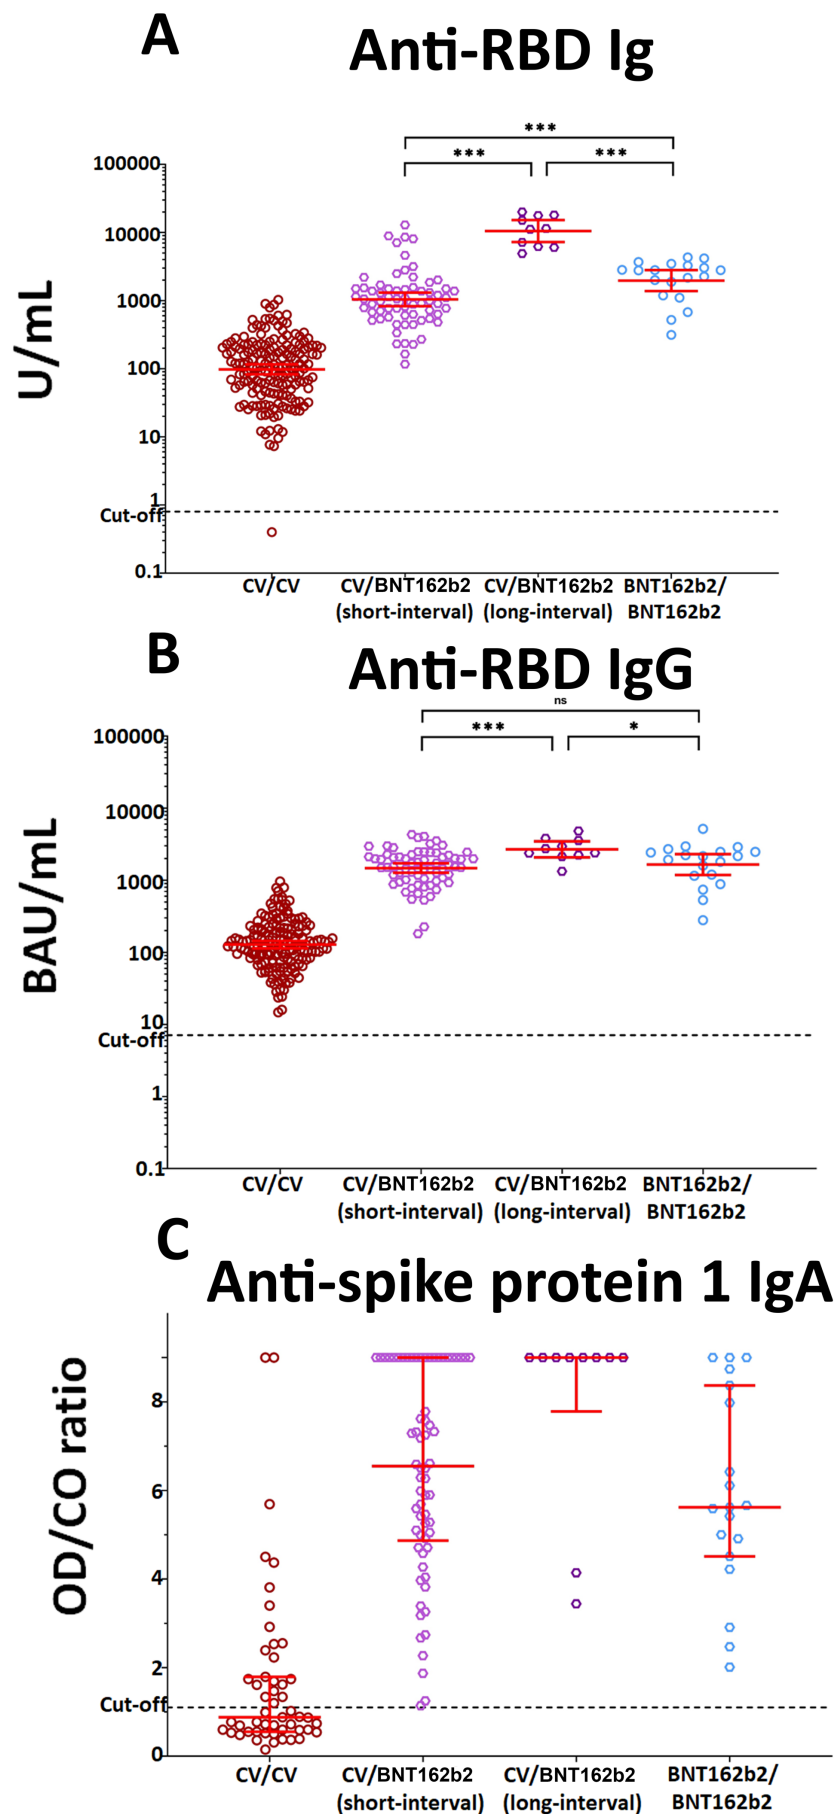 A
Anti-RBD Ig
***
*** ***
100000
10000
1000
100
10
1
Cut-off
0.1
U/mL
CV/CV CV/BNT162b2 CV/BNT162b2 BNT162b2/
(short-interval) (long-interval) BNT162b2
B
Anti-RBD IgG
ns
*** *
100000
10000
1000
100
10
Cut-off
1
0.1
BAU/mL
CV/CV CV/BNT162b2 CV/BNT162b2 BNT162b2/
(short-interval) (long-interval) BNT162b2
C
Anti-spike protein 1 IgA
8
6
4
2
Cut-off
0
OD/CO ratio
CV/CV CV/BNT162b2 CV/BNT162b2 BNT162b2/
(short-interval) (long-interval) BNT162b2